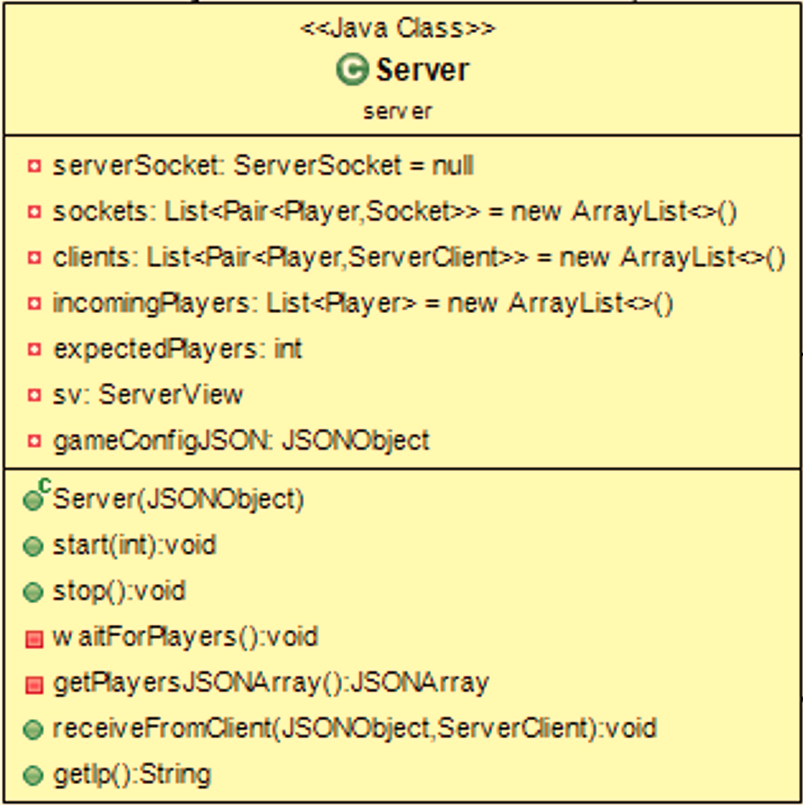 <<Java Class>>
C Server
server
serverSocket: ServerSocket = null
sockets: List<Pair<Player,Socket>> = new ArrayList<>()
clients: List<Pair<Player,ServerClient>> = new ArrayList<>()
incomingPlayers: List<Player> = new ArrayList<>()
expectedPlayers: int
sv: ServerView
gameConfigJSON: JSONObject
C Server(JSONObject)
start(int):void
stop():void
waitForPlayers():void
getPlayersJSONArray():JSONArray
receiveFromClient(JSONObject,ServerClient):void
getIp():String